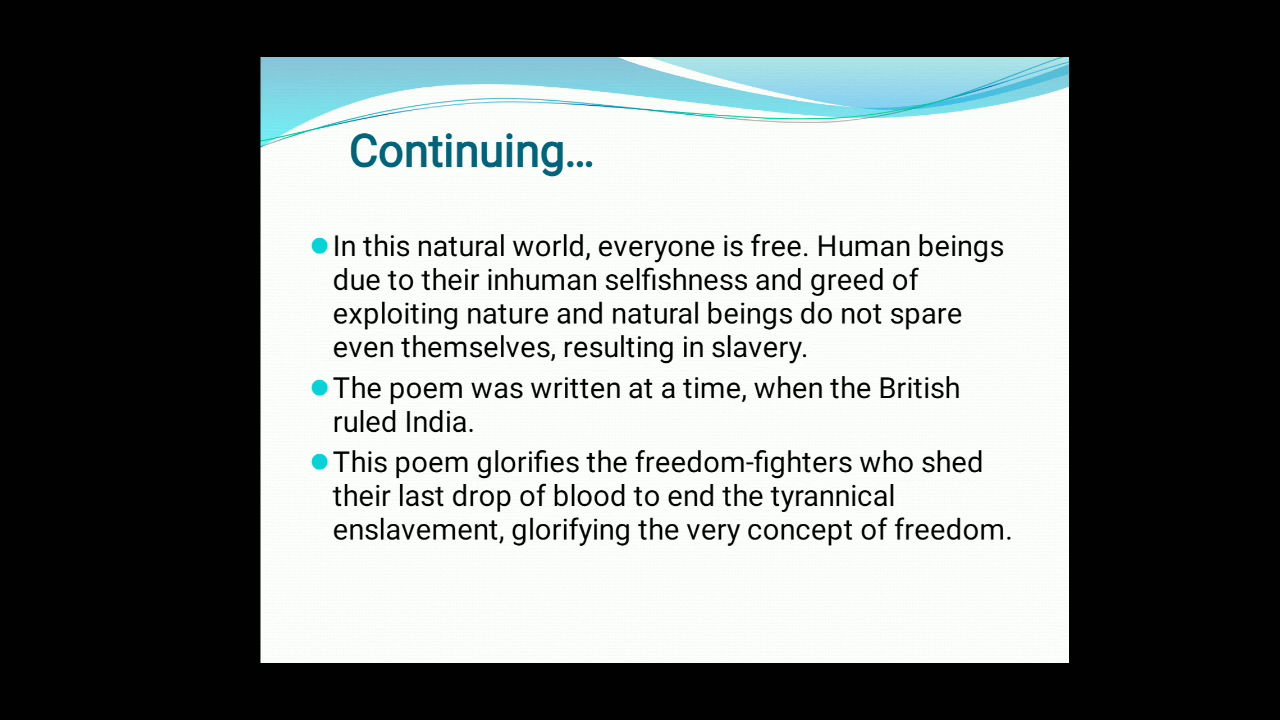 Continuing...
In this natural world, everyone is free. Human beings
due to their inhuman selfishness and greed of
exploiting nature and natural beings do not spare
even themselves, resulting in slavery.
The poem was written at a time, when the British
ruled India.
This poem glorifies the freedom-fighters who shed
their last drop of blood to end the tyrannical
enslavement, glorifying the very concept of freedom.